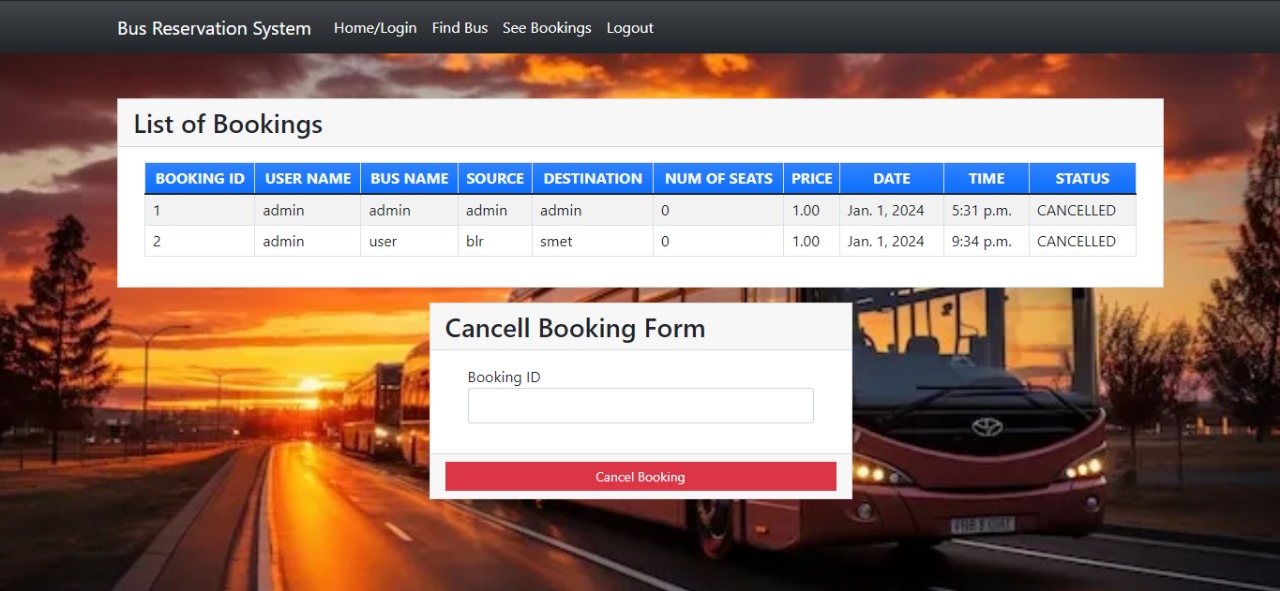 Bus Reservation System Home/Login Find Bus See Bookings Logout
List of Bookings
BOOKING ID USER NAME BUS NAME SOURCE DESTINATION NUM OF SEATS PRICE DATE TIME STATUS
1 admin admin admin admin 0 1.00 Jan. 1, 2024 5:31 p.m. CANCELLED
2 admin user blr smet 0 1.00 Jan. 1, 2024 9:34 p.m. CANCELLED
Cancell Booking Form
Booking ID
Cancel Booking